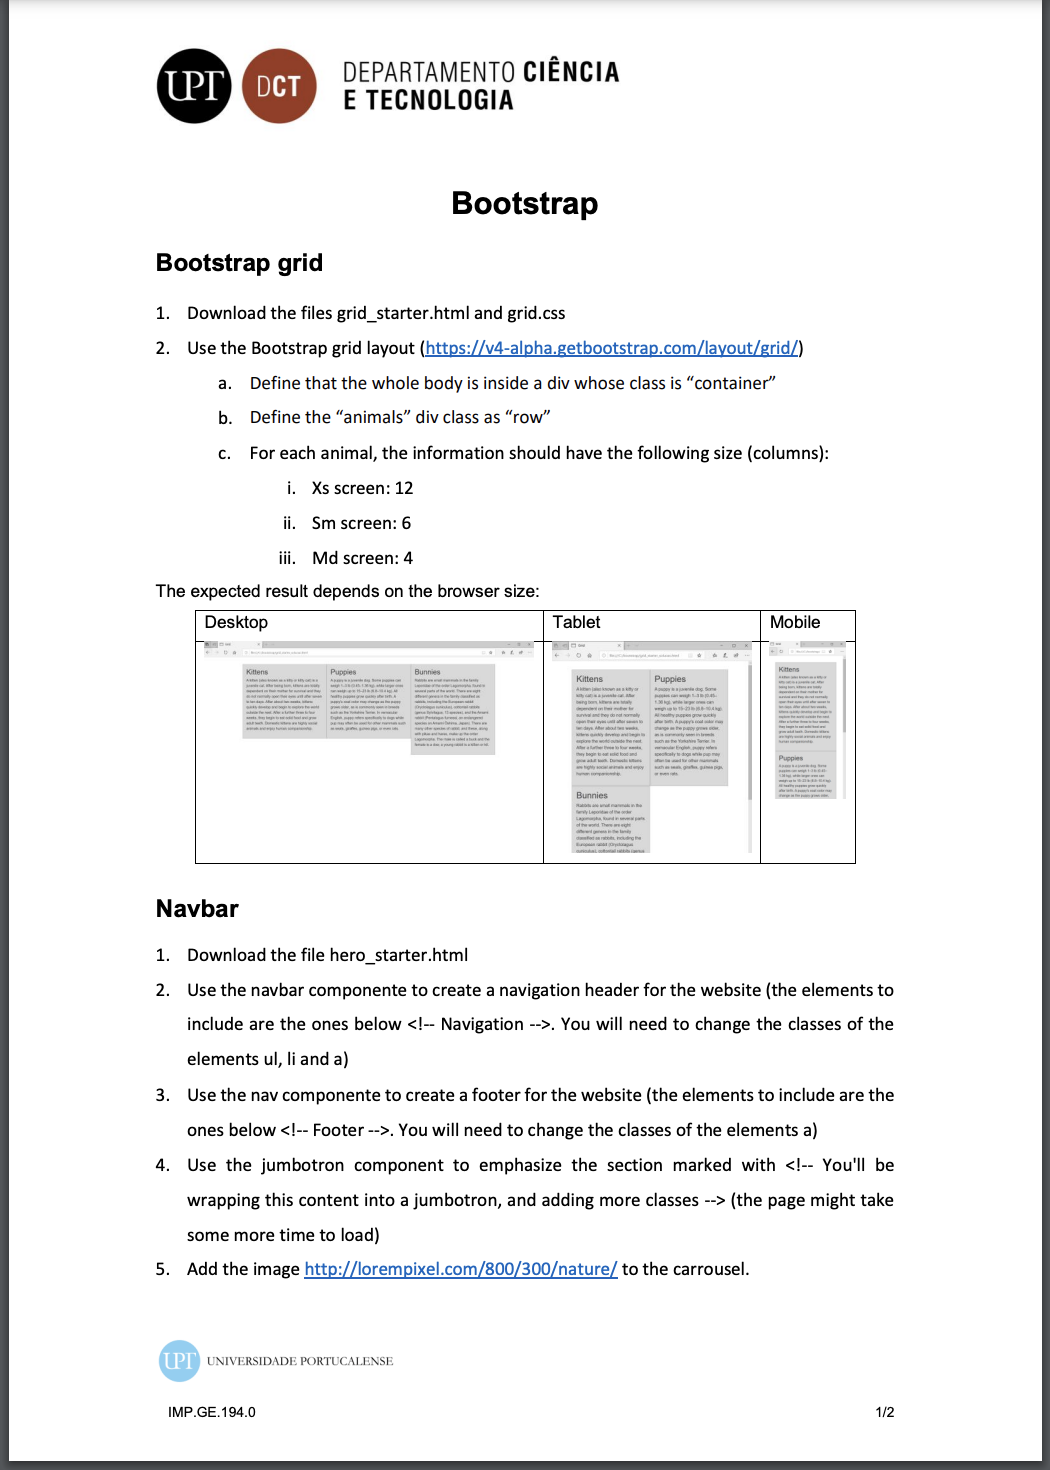 UPT DCT DEPARTAMENTO CIÊNCIA
E TECNOLOGIA
Bootstrap
Bootstrap grid
1. Download the files grid_starter.html and grid.css
2. Use the Bootstrap grid layout (https://v4-alpha.getbootstrap.com/layout/grid/)
a. Define that the whole body is inside a div whose class is “container”
b. Define the “animals” div class as “row”
c. For each animal, the information should have the following size (columns):
i. Xs screen: 12
ii. Sm screen: 6
iii. Md screen: 4
The expected result depends on the browser size:
Desktop Tablet Mobile
Kittens Puppies Bunnies
Kittens Puppies
Bunnies
Kittens
Puppies
Navbar
1. Download the file hero_starter.html
2. Use the navbar componente to create a navigation header for the website (the elements to
include are the ones below <!-- Navigation -->. You will need to change the classes of the
elements ul, li and a)
3. Use the nav componente to create a footer for the website (the elements to include are the
ones below <!-- Footer -->. You will need to change the classes of the elements a)
4. Use the jumbotron component to emphasize the section marked with <!-- You'll be
wrapping this content into a jumbotron, and adding more classes --> (the page might take
some more time to load)
5. Add the image http://lorempixel.com/800/300/nature/ to the carrousel.
UPT UNIVERSIDADE PORTUCALENSE
IMP.GE.194.0 1/2